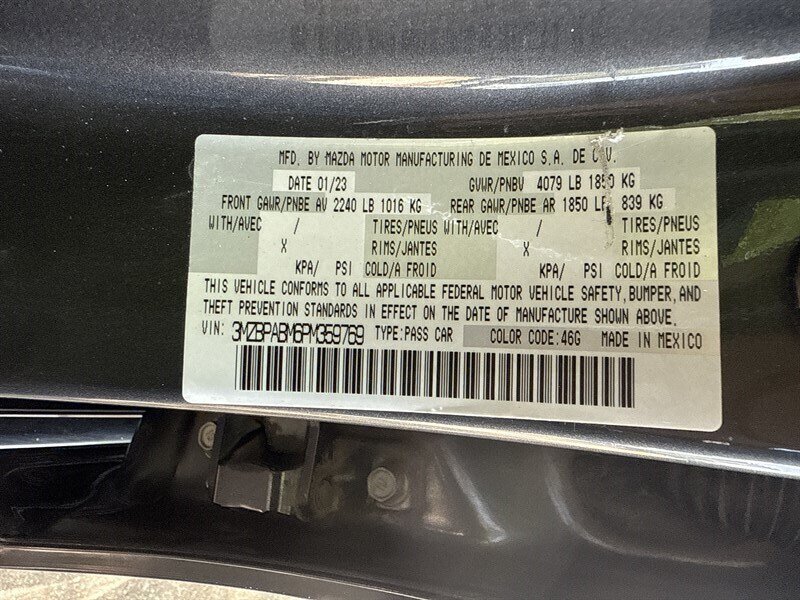 MFD. BY MAZDA MOTOR MANUFACTURING DE MEXICO S.A. DE C.V.
DATE 01/23 GVWR/PNBV 4079 LB 1850 KG
FRONT GAWR/PNBE AV 2240 LB 1016 KG REAR GAWR/PNBE AR 1850 LB 839 KG
WITH/AVEC / TIRES/PNEUS WITH/AVEC / TIRES/PNEUS
X RIMS/JANTES X RIMS/JANTES
KPA/ PSI COLD/A FROID KPA/ PSI COLD/A FROID
THIS VEHICLE CONFORMS TO ALL APPLICABLE FEDERAL MOTOR VEHICLE SAFETY, BUMPER, AND
THEFT PREVENTION STANDARDS IN EFFECT ON THE DATE OF MANUFACTURE SHOWN ABOVE.
VIN: 3MZBPABM6PM359769 TYPE:PASS CAR COLOR CODE:46G MADE IN MEXICO